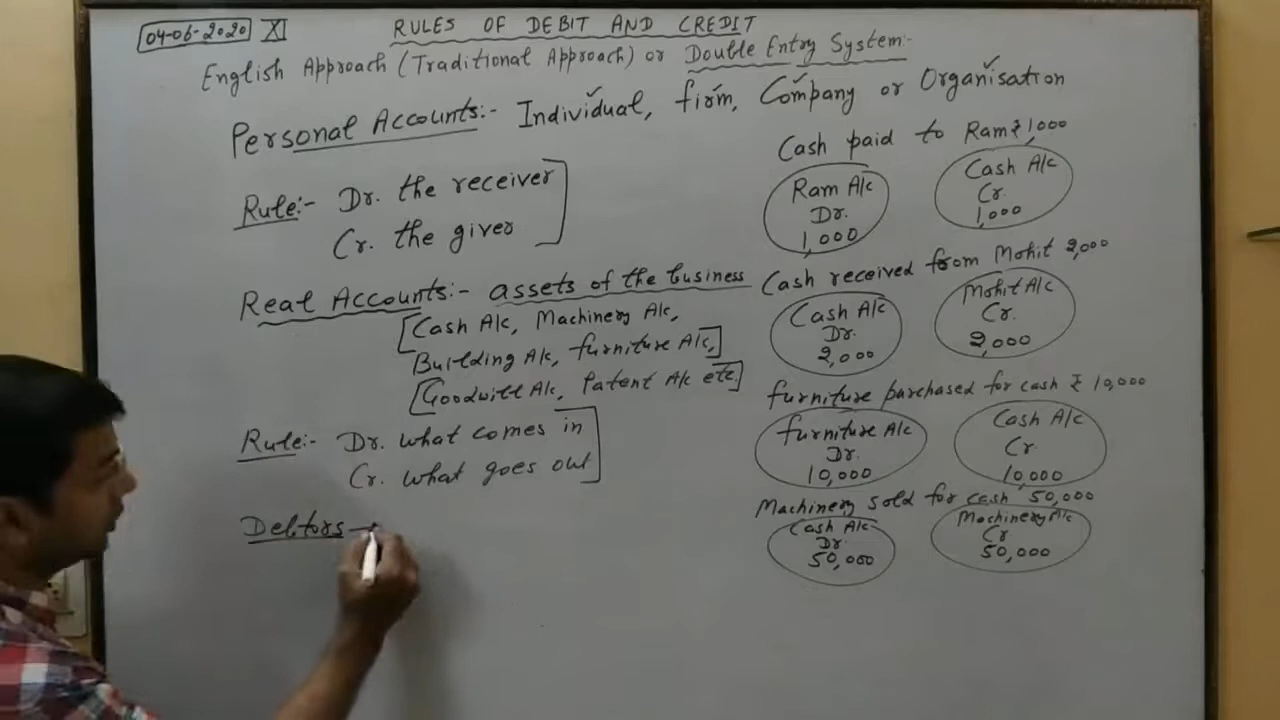 04-06-2020 XI
RULES OF DEBIT AND CREDIT
English Approach (Traditional Approach) or Double Entry System:-
Personal Accounts:- Individual, firm, Company or Organisation
Rule:- Dr. the receiver
Cr. the giver
Real Accounts:- assets of the business
[Cash A/c, Machinery A/c,
Building A/c, furniture A/c,]
[Goodwill A/c, Patent A/c etc.]
Rule:- Dr. what comes in
Cr. what goes out
Debtors →
Cash paid to Ram ₹ 1,000
Ram A/c
Dr.
1,000
Cash A/c
Cr.
1,000
Cash received from Mohit 2,000
Cash A/c
Dr.
2,000
Mohit A/c
Cr.
2,000
furniture purchased for cash ₹ 10,000
furniture A/c
Dr.
10,000
Cash A/c
Cr
10,000
Machinery sold for cash 50,000
Cash A/c
Dr.
50,000
Machinery A/c
Cr
50,000